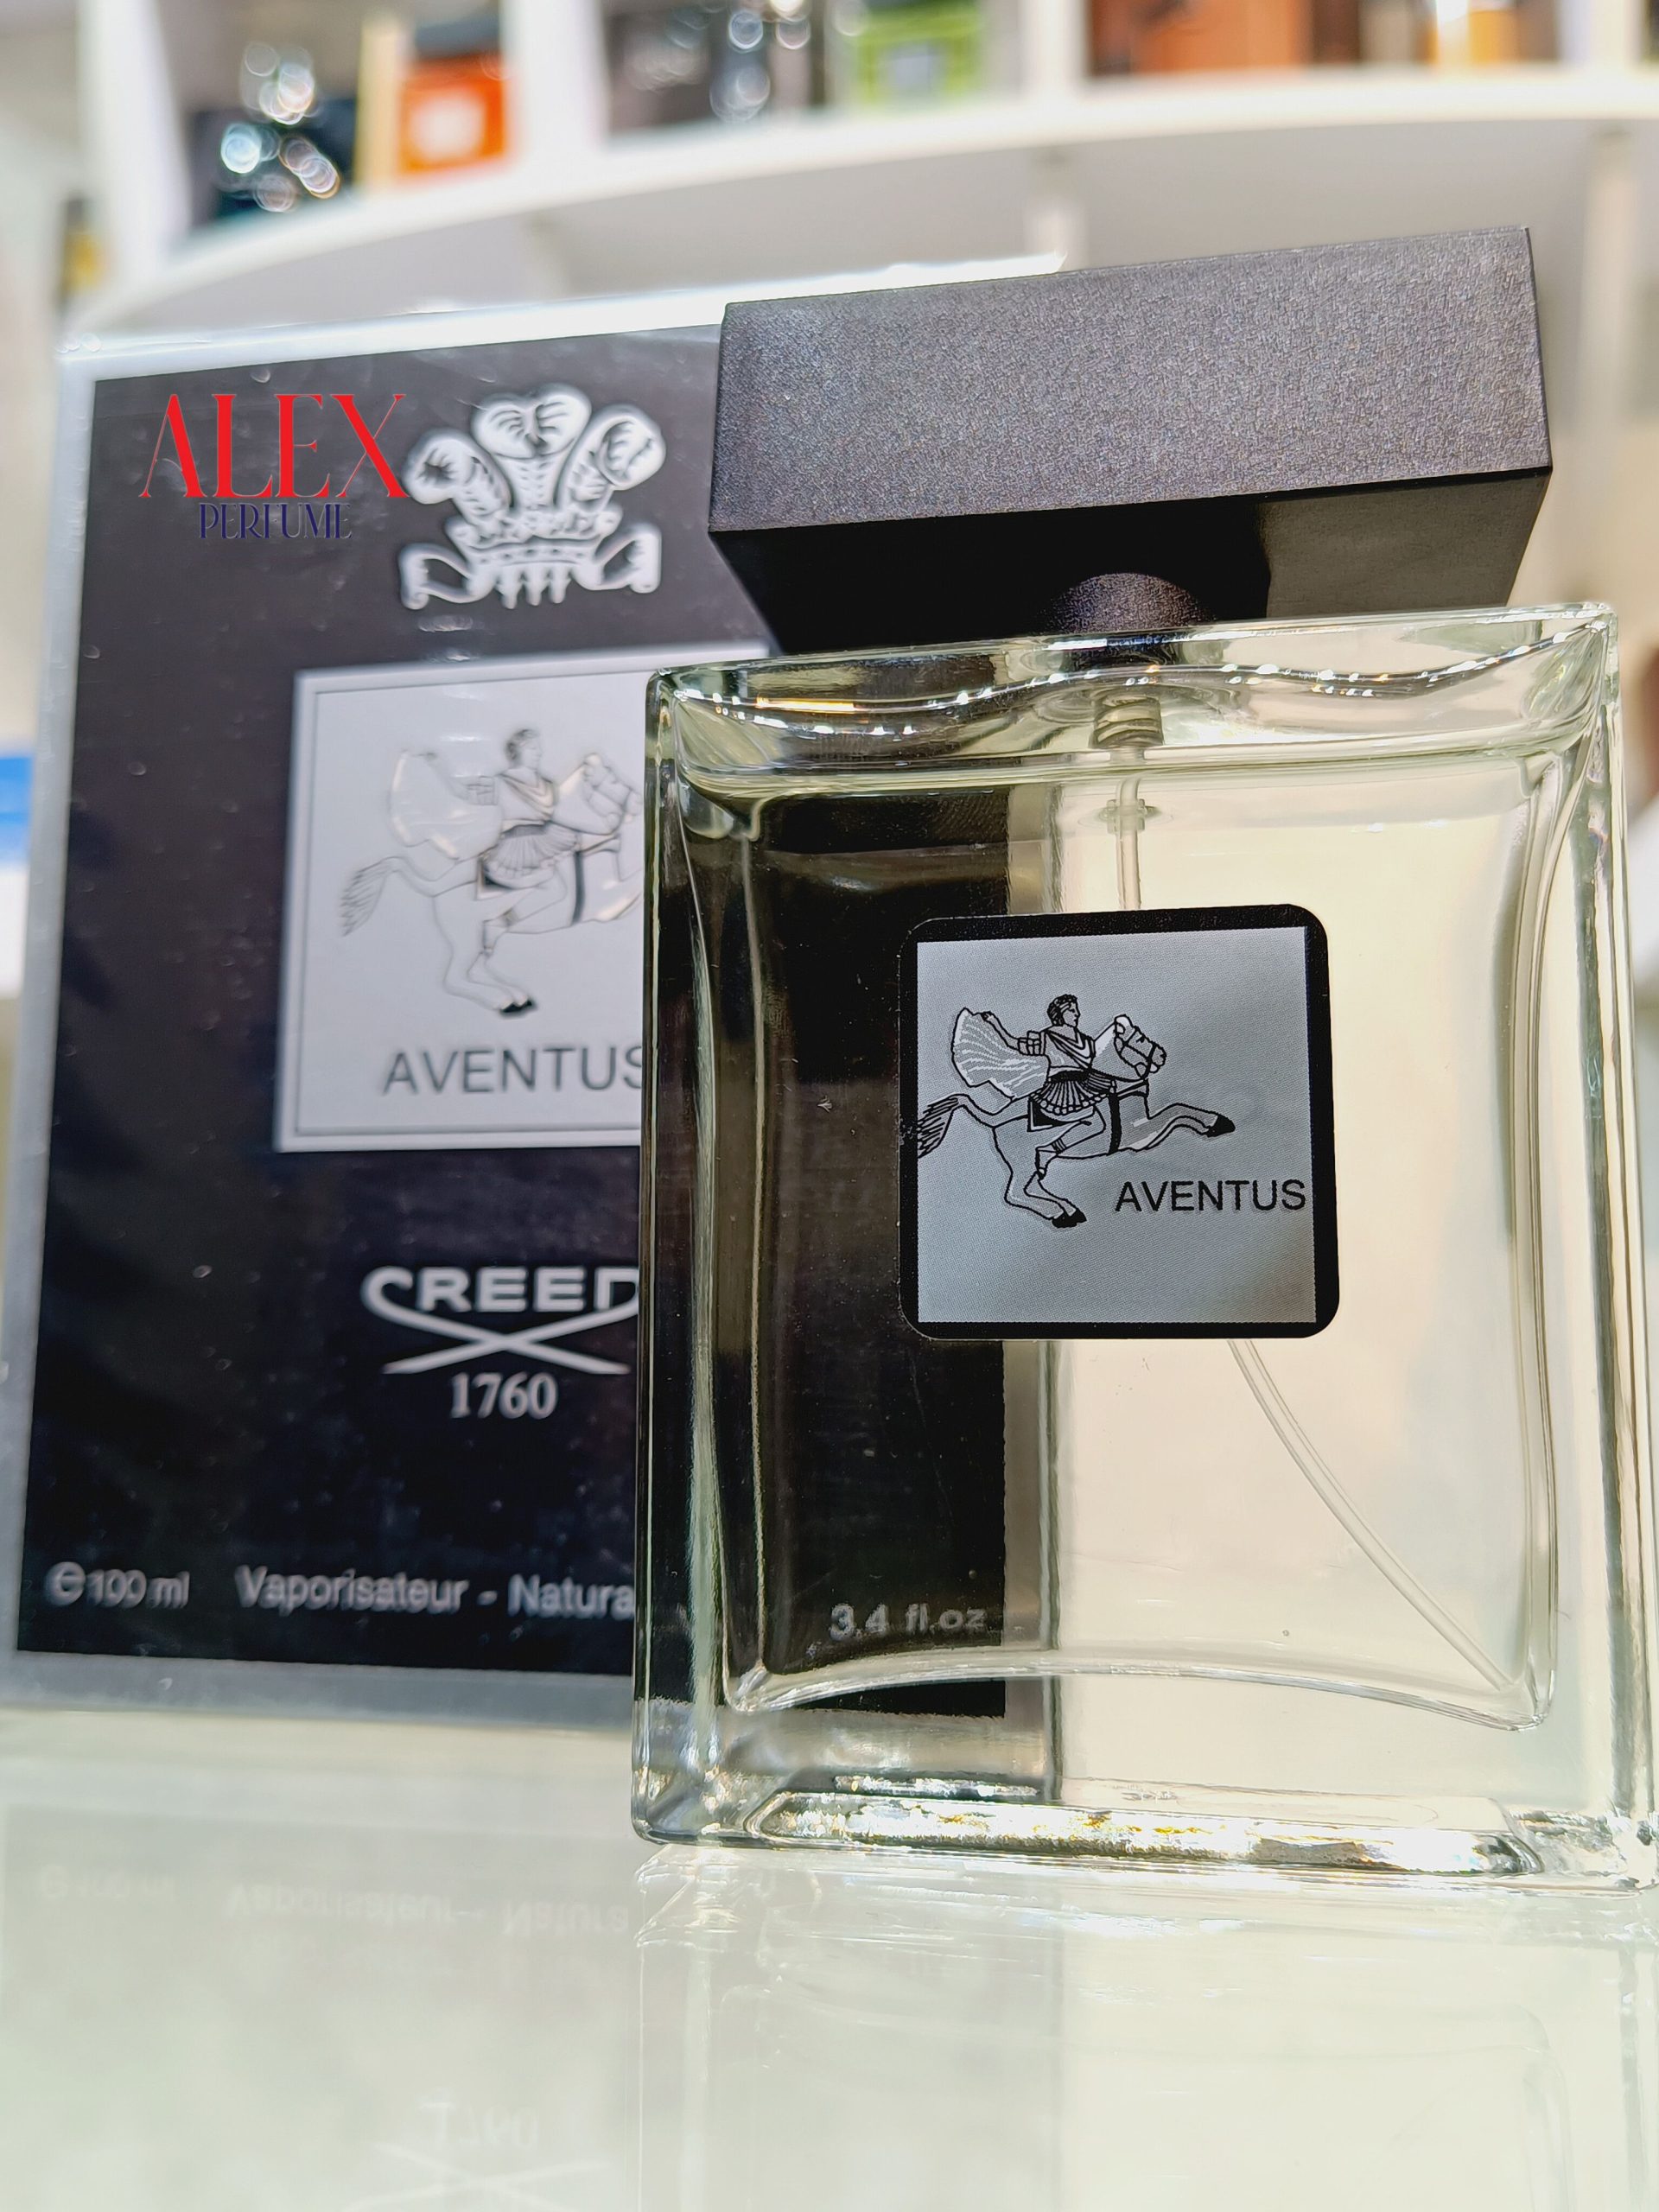 ALEX
PERFUME
AVENTUS
CREED
1760
℮ 100 ml Vaporisateur - Natura
3.4 fl.oz
AVENTUS